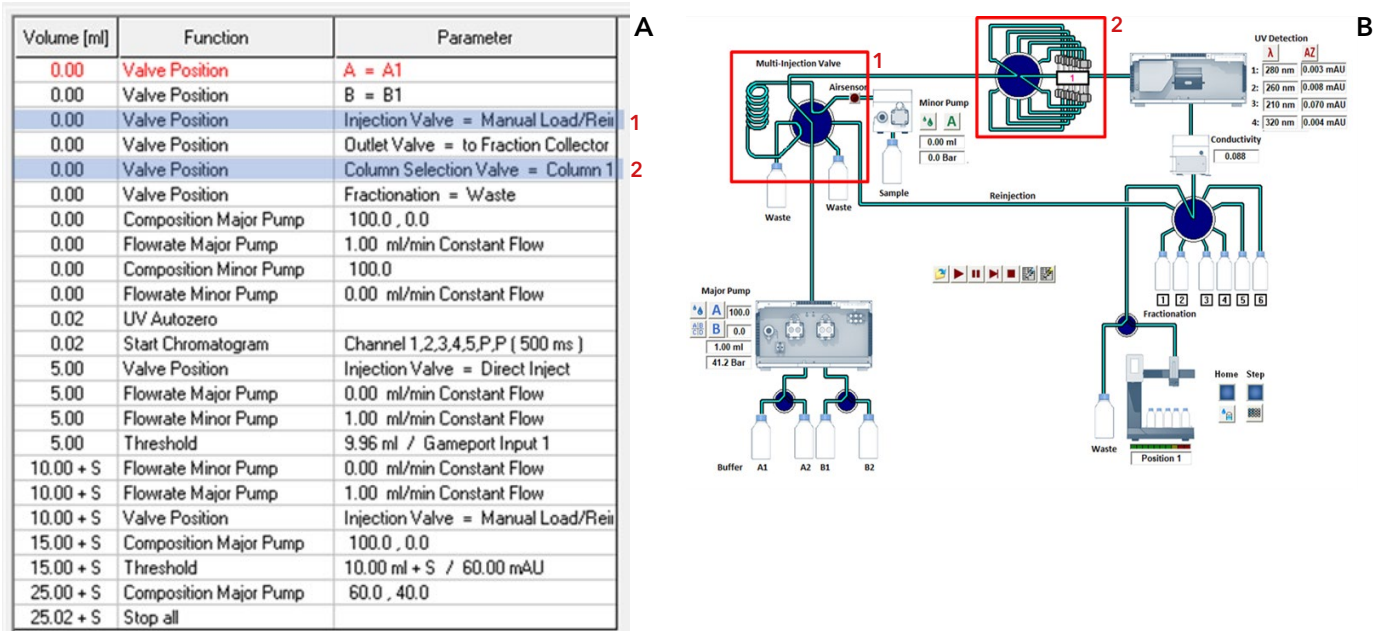 Volume [ml] Function Parameter
0.00 Valve Position A = A1
0.00 Valve Position B = B1
0.00 Valve Position Injection Valve = Manual Load/Rei 1
0.00 Valve Position Outlet Valve = to Fraction Collector
0.00 Valve Position Column Selection Valve = Column 1 2
0.00 Valve Position Fractionation = Waste
0.00 Composition Major Pump 100.0 , 0.0
0.00 Flowrate Major Pump 1.00 ml/min Constant Flow
0.00 Composition Minor Pump 100.0
0.00 Flowrate Minor Pump 0.00 ml/min Constant Flow
0.02 UV Autozero
0.02 Start Chromatogram Channel 1,2,3,4,5,P,P ( 500 ms )
5.00 Valve Position Injection Valve = Direct Inject
5.00 Flowrate Major Pump 0.00 ml/min Constant Flow
5.00 Flowrate Minor Pump 1.00 ml/min Constant Flow
5.00 Threshold 9.96 ml / Gameport Input 1
10.00 + S Flowrate Minor Pump 0.00 ml/min Constant Flow
10.00 + S Flowrate Major Pump 1.00 ml/min Constant Flow
10.00 + S Valve Position Injection Valve = Manual Load/Rei
15.00 + S Composition Major Pump 100.0 , 0.0
15.00 + S Threshold 10.00 ml + S / 60.00 mAU
25.00 + S Composition Major Pump 60.0 , 40.0
25.02 + S Stop all
A
B
2
1
Multi-Injection Valve
Airsensor
1
Minor Pump
A
0.00 ml
0.0 Bar
Sample
Waste
Waste
UV Detection
λ AZ
1: 280 nm 0.003 mAU
2: 260 nm 0.008 mAU
3: 210 nm 0.070 mAU
4: 320 nm 0.004 mAU
Conductivity
0.088
Reinjection
1 2 3 4 5 6
Fractionation
Major Pump
A 100.0
A|B C|D B 0.0
1.00 ml
41.2 Bar
Buffer A1 A2 B1 B2
Home Step
Waste
Position 1